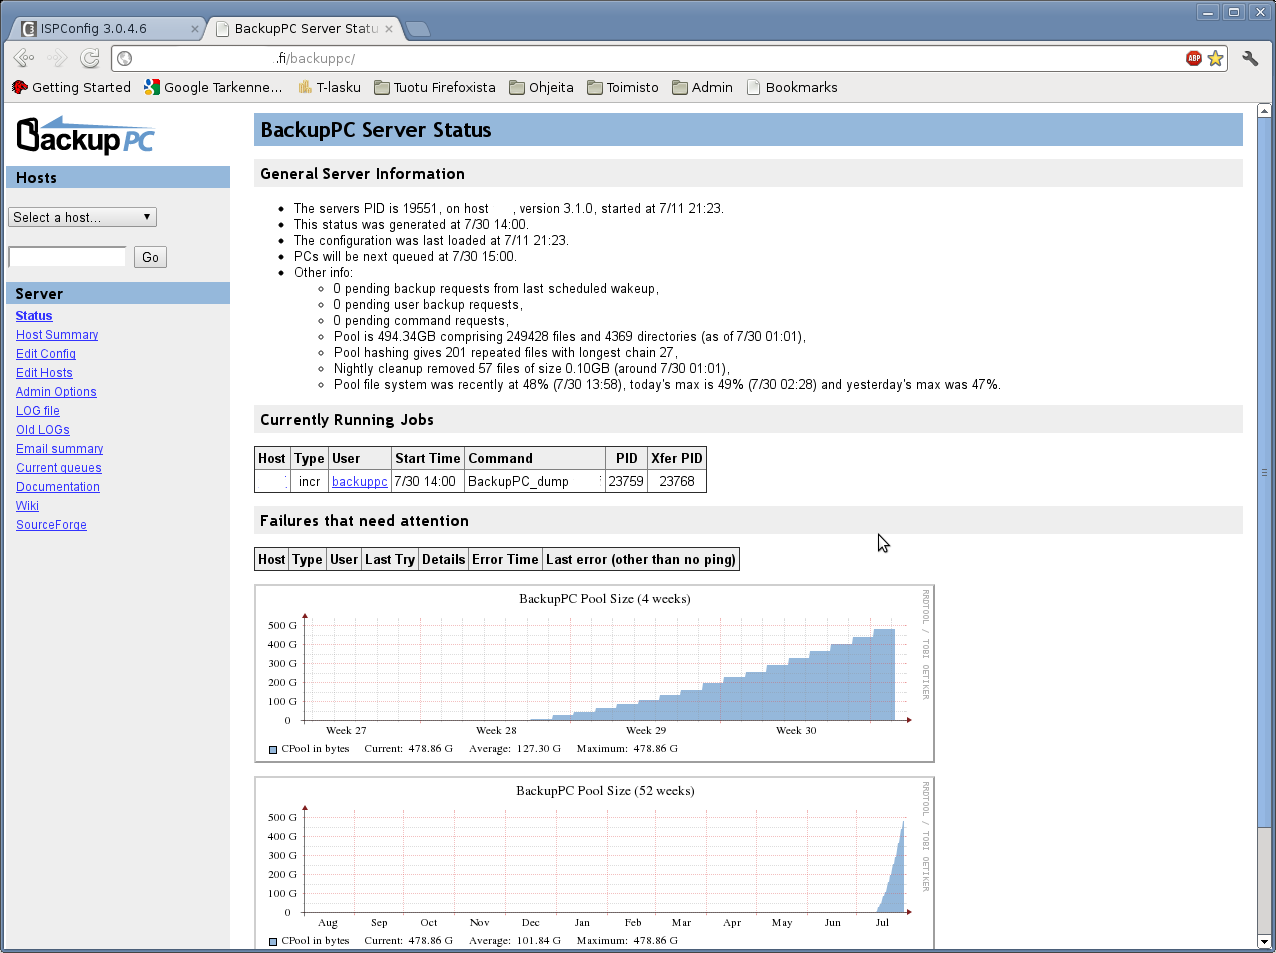 ISPConfig 3.0.4.6
BackupPC Server Statu
.fi/backuppc/
ABP
Getting Started
Google Tarkenne...
T-lasku
Tuotu Firefoxista
Ohjeita
Toimisto
Admin
Bookmarks
BackupPC
Hosts
Select a host...
Go
Server
Status
Host Summary
Edit Config
Edit Hosts
Admin Options
LOG file
Old LOGs
Email summary
Current queues
Documentation
Wiki
SourceForge
BackupPC Server Status
General Server Information
The servers PID is 19551, on host , version 3.1.0, started at 7/11 21:23.
This status was generated at 7/30 14:00.
The configuration was last loaded at 7/11 21:23.
PCs will be next queued at 7/30 15:00.
Other info:
0 pending backup requests from last scheduled wakeup,
0 pending user backup requests,
0 pending command requests,
Pool is 494.34GB comprising 249428 files and 4369 directories (as of 7/30 01:01),
Pool hashing gives 201 repeated files with longest chain 27,
Nightly cleanup removed 57 files of size 0.10GB (around 7/30 01:01),
Pool file system was recently at 48% (7/30 13:58), today's max is 49% (7/30 02:28) and yesterday's max was 47%.
Currently Running Jobs
Host Type User Start Time Command PID Xfer PID
incr backuppc 7/30 14:00 BackupPC_dump 23759 23768
Failures that need attention
Host Type User Last Try Details Error Time Last error (other than no ping)
BackupPC Pool Size (4 weeks)
500 G
400 G
300 G
200 G
100 G
0
Week 27 Week 28 Week 29 Week 30
CPool in bytes Current: 478.86 G Average: 127.30 G Maximum: 478.86 G
RRDTOOL / TOBI OETIKER
BackupPC Pool Size (52 weeks)
500 G
400 G
300 G
200 G
100 G
0
Aug Sep Oct Nov Dec Jan Feb Mar Apr May Jun Jul
CPool in bytes Current: 478.86 G Average: 101.84 G Maximum: 478.86 G
RRDTOOL / TOBI OETIKER